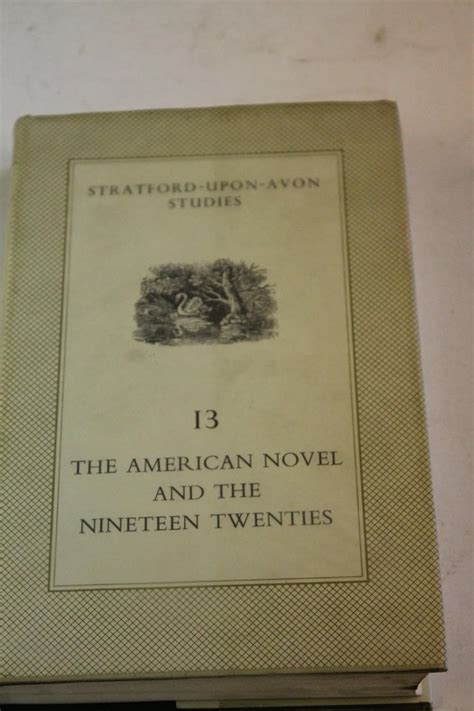 STRATFORD-UPON-AVON
STUDIES
13
THE AMERICAN NOVEL
AND THE
NINETEEN TWENTIES